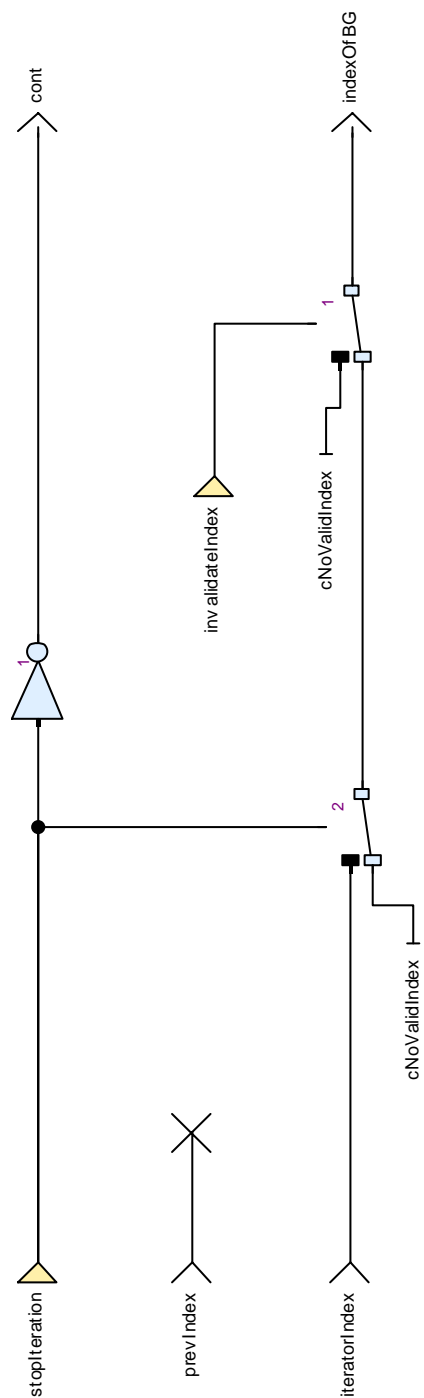 stopIteration
1
cont
prevIndex
invalidateIndex
cNoValidIndex
1
indexOfBG
iteratorIndex
2
cNoValidIndex